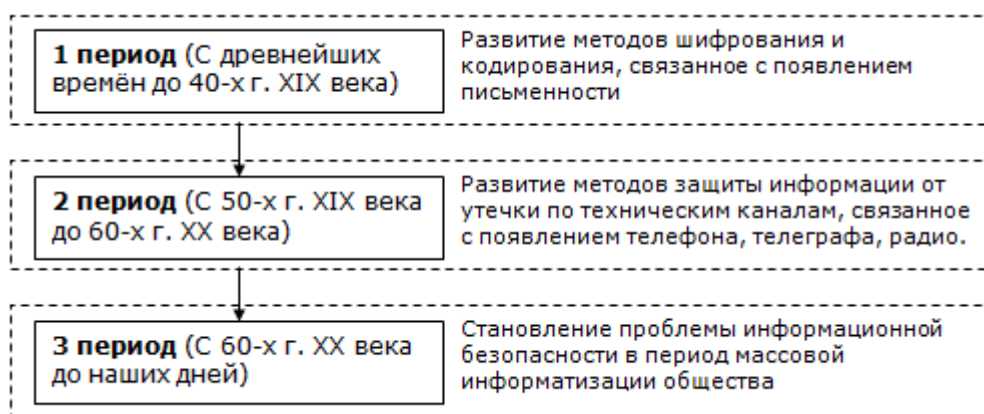 1 период (С древнейших
времён до 40-х г. XIX века)
Развитие методов шифрования и
кодирования, связанное с появлением
письменности
2 период (С 50-х г. XIX века
до 60-х г. XX века)
Развитие методов защиты информации от
утечки по техническим каналам, связанное
с появлением телефона, телеграфа, радио.
3 период (С 60-х г. XX века
до наших дней)
Становление проблемы информационной
безопасности в период массовой
информатизации общества